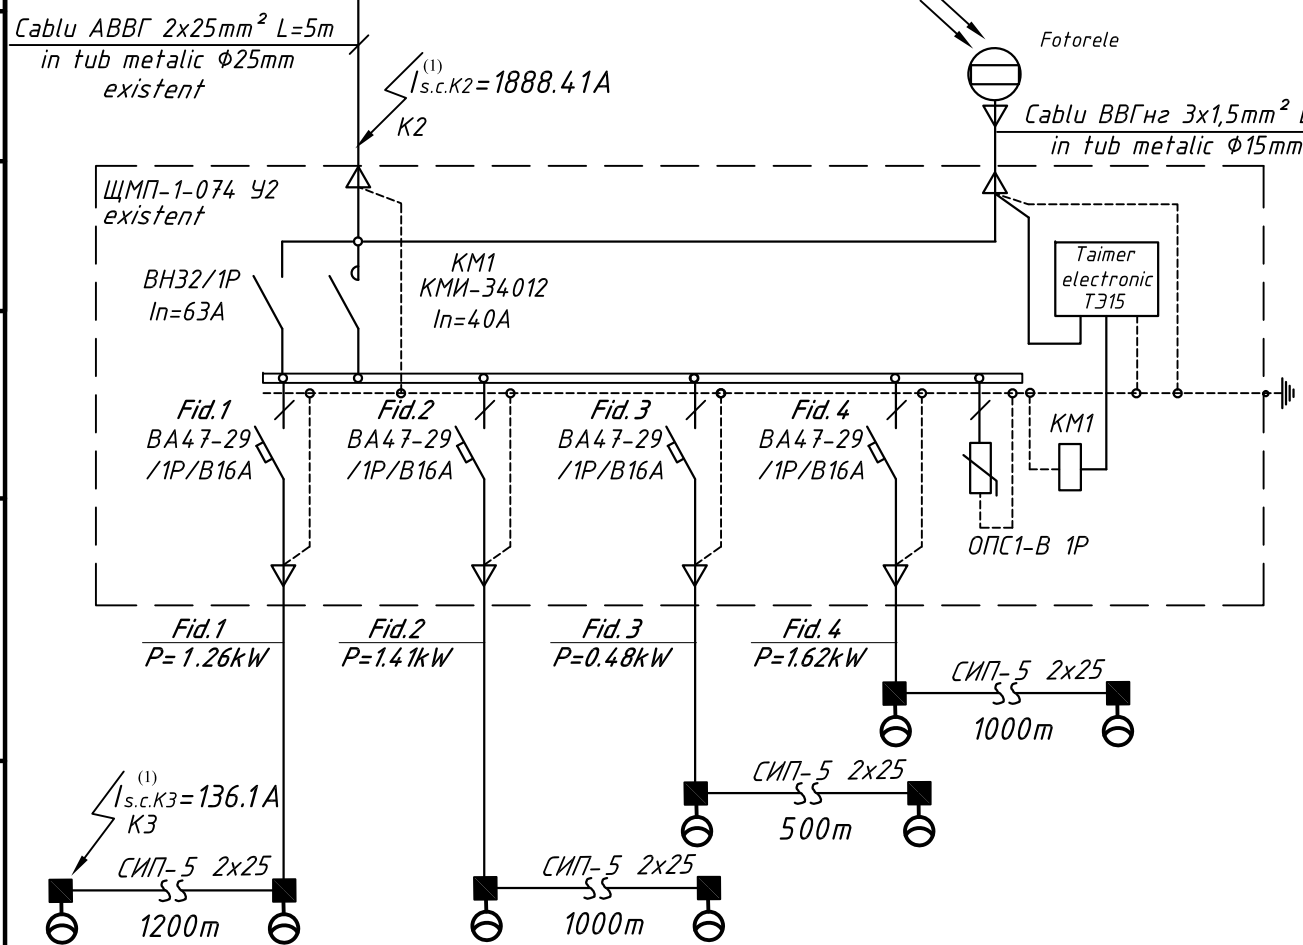 Cablu АВВГ 2x25mm² L=5m
in tub metalic Ф25mm
existent
I(1)s.c.K2=1888.41A
K2
Fotorele
Cablu ВВГнг 3x1,5mm²
in tub metalic Ф15mm
ЩМП-1-074 У2
existent
ВН32/1Р
In=63A
KM1
КМИ-34012
In=40A
Taimer
electronic
ТЭ15
Fid.1
ВА47-29
/1P/B16A
Fid.2
ВА47-29
/1P/B16A
Fid.3
ВА47-29
/1P/B16A
Fid.4
ВА47-29
/1P/B16A
KM1
ОПС1-В 1Р
Fid.1
P=1.26kW
Fid.2
P=1.41kW
Fid.3
P=0.48kW
Fid.4
P=1.62kW
СИП-5 2x25
1000m
СИП-5 2x25
500m
I(1)s.c.K3=136.1A
K3
СИП-5 2x25
1200m
СИП-5 2x25
1000m